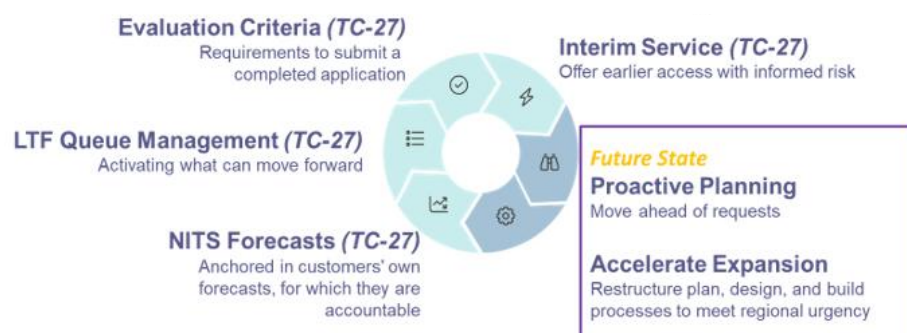 Evaluation Criteria (TC-27)
Requirements to submit a
completed application
Interim Service (TC-27)
Offer earlier access with informed risk
LTF Queue Management (TC-27)
Activating what can move forward
Future State
Proactive Planning
Move ahead of requests
NITS Forecasts (TC-27)
Anchored in customers' own
forecasts, for which they are
accountable
Accelerate Expansion
Restructure plan, design, and build
processes to meet regional urgency